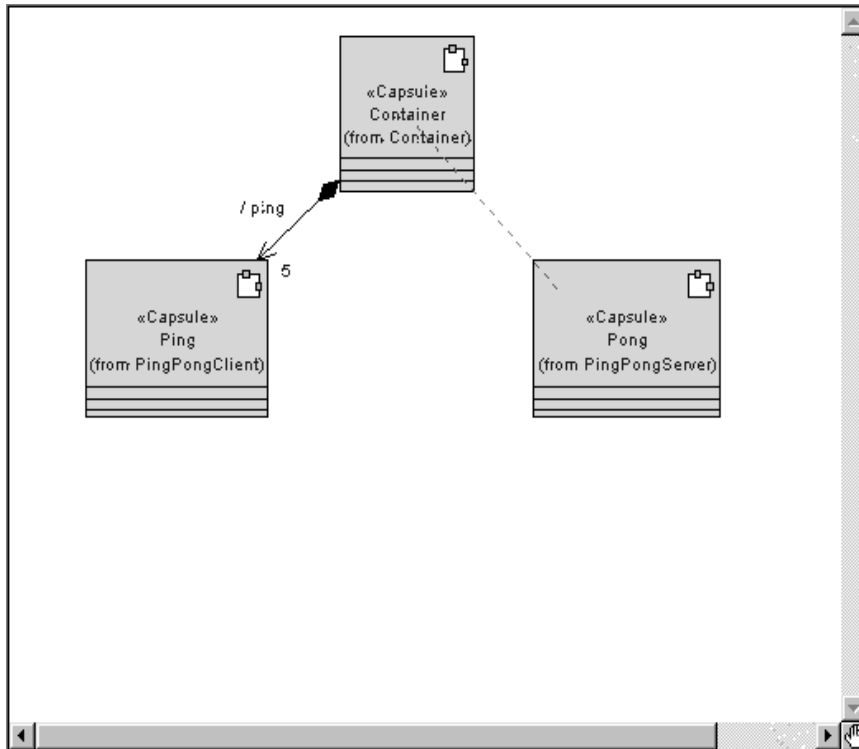 «Capsule»
Container
(from Container)
/ ping
5
«Capsule»
Ping
(from PingPongClient)
«Capsule»
Pong
(from PingPongServer)